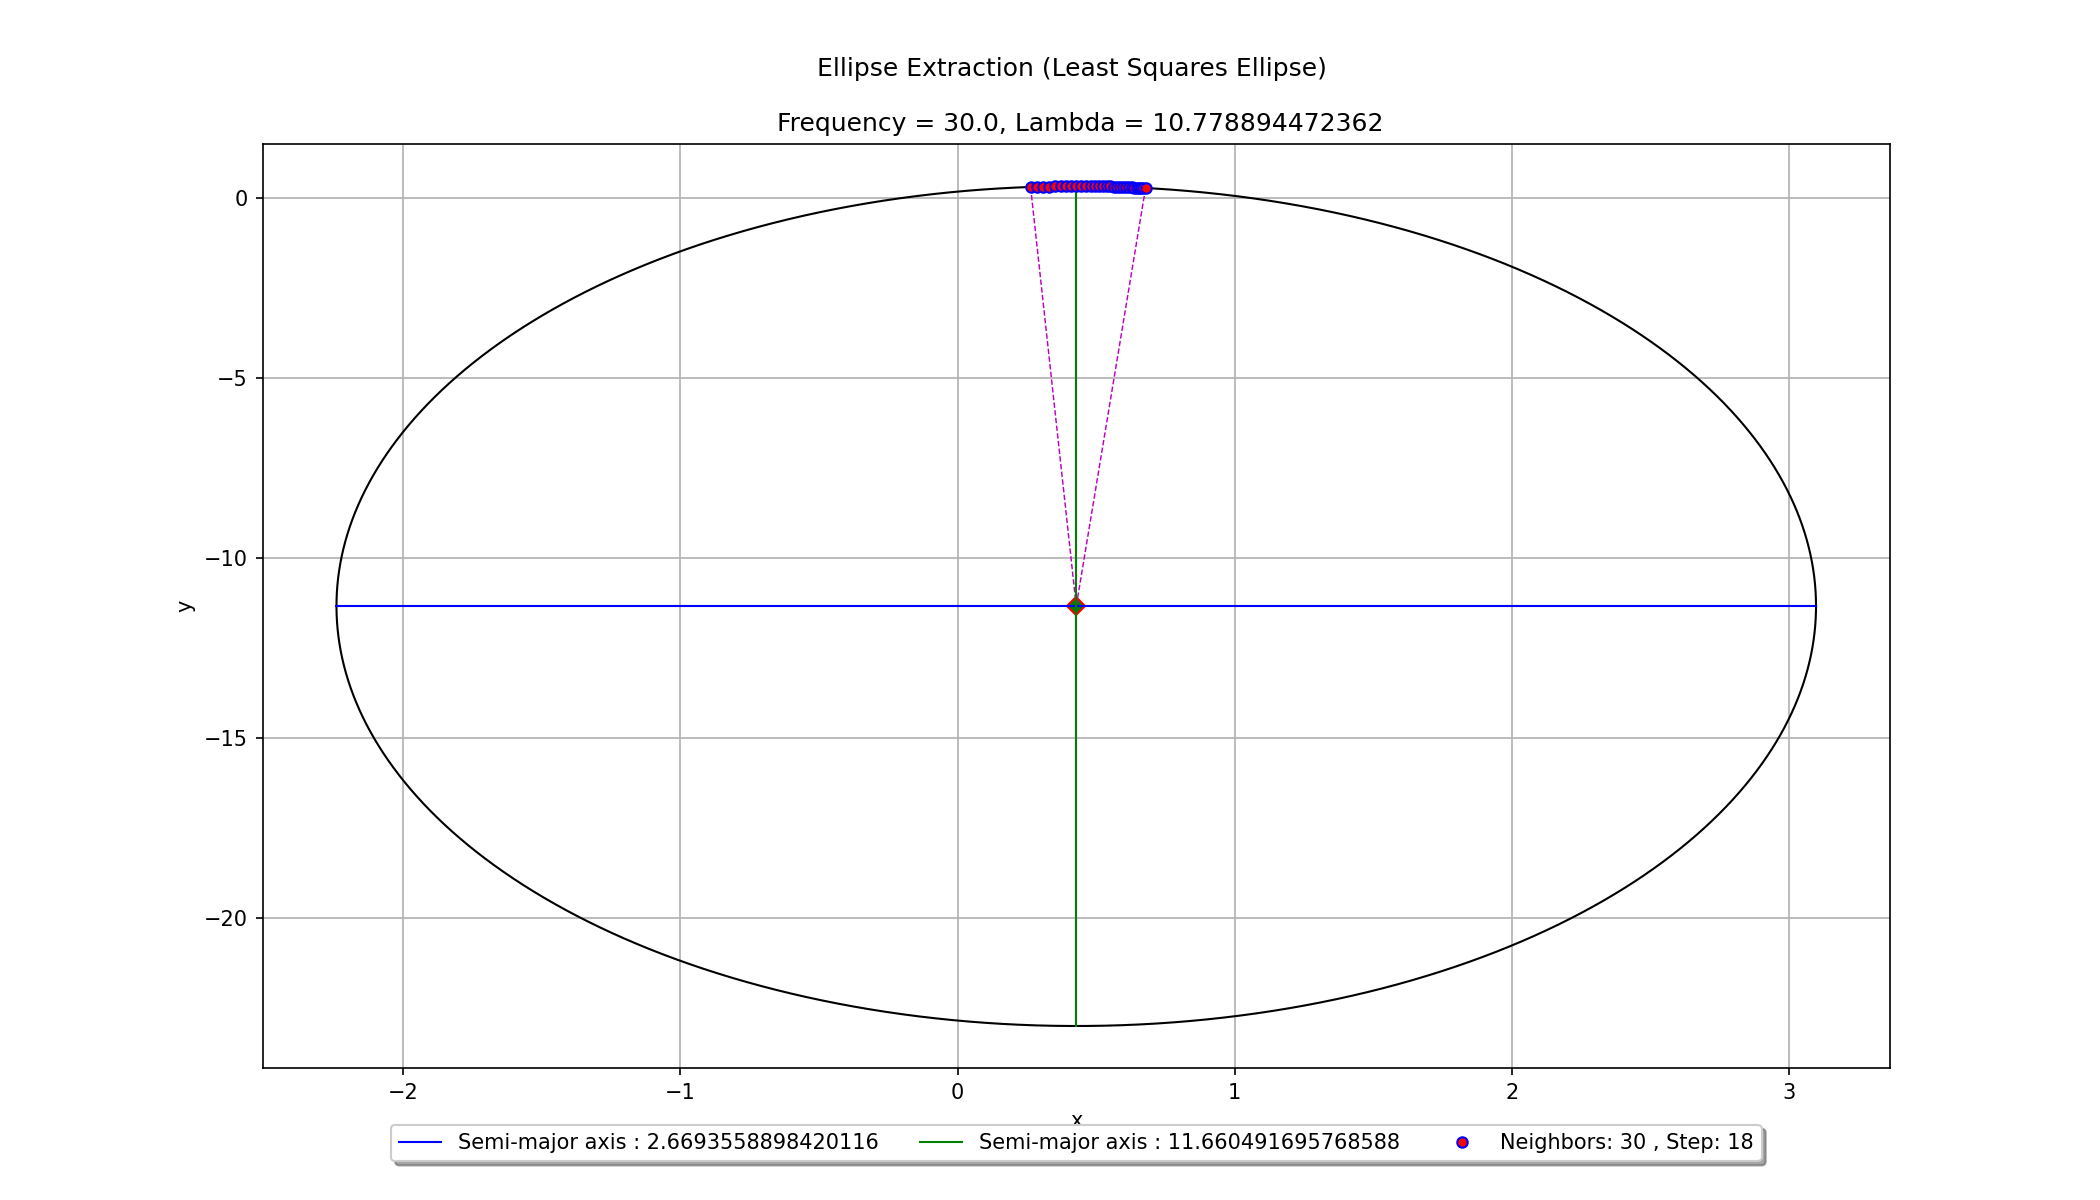 Ellipse Extraction (Least Squares Ellipse)
Frequency = 30.0, Lambda = 10.778894472362
0
−5
−10
−15
−20
y
−2 −1 0 1 2 3
x
Semi-major axis : 2.6693558898420116 Semi-major axis : 11.660491695768588 Neighbors: 30 , Step: 18